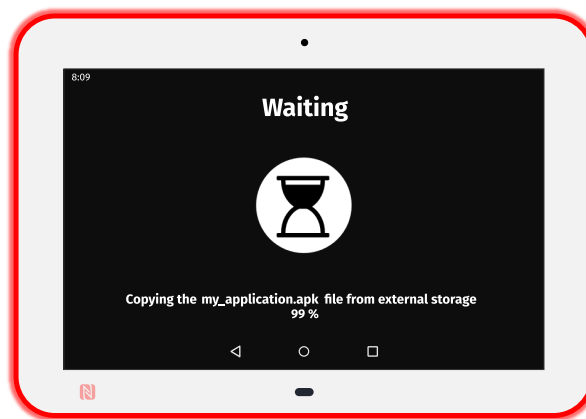 8:09
Waiting
Copying the my_application.apk file from external storage
99 %